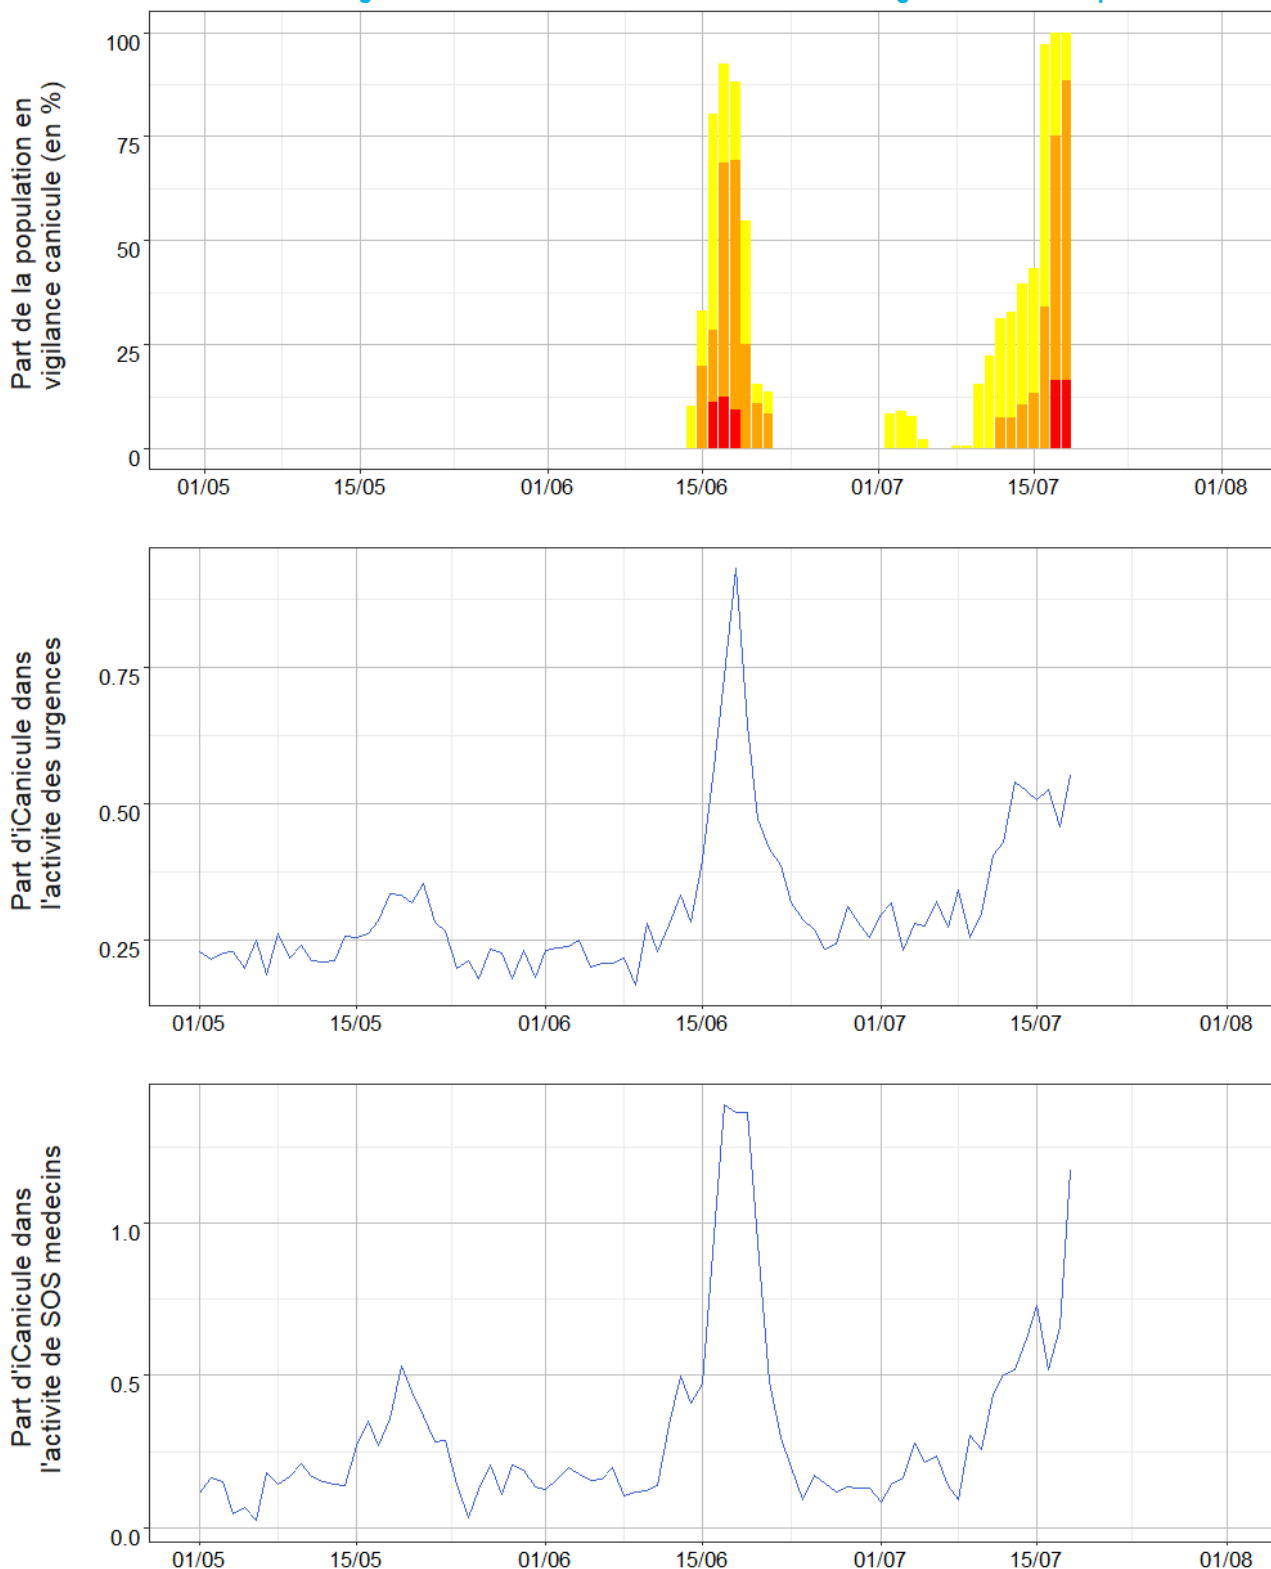 Part de la population en
vigilance canicule (en %)
100
75
50
25
0
01/05 15/05 01/06 15/06 01/07 15/07 01/08
Part d'iCanicule dans
l'activite des urgences
0.75
0.50
0.25
01/05 15/05 01/06 15/06 01/07 15/07 01/08
Part d'iCanicule dans
l'activite de SOS medecins
1.0
0.5
0.0
01/05 15/05 01/06 15/06 01/07 15/07 01/08